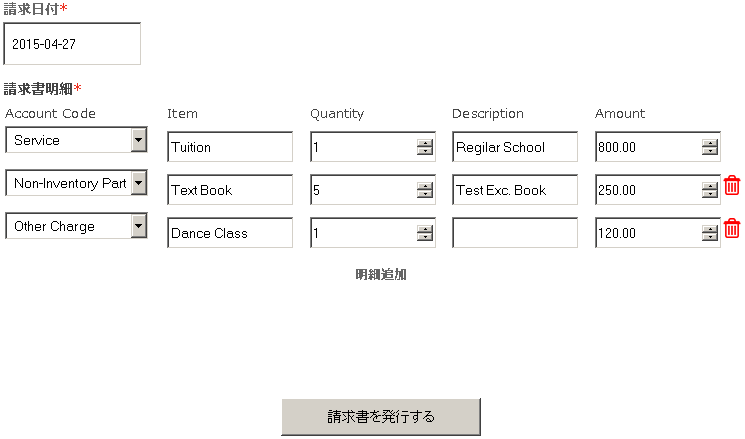 請求日付*
2015-04-27
請求書明細*
Account Code Item Quantity Description Amount
Service Tuition 1 Regilar School 800.00
Non-Inventory Part Text Book 5 Test Exc. Book 250.00
Other Charge Dance Class 1 120.00
明細追加
請求書を発行する